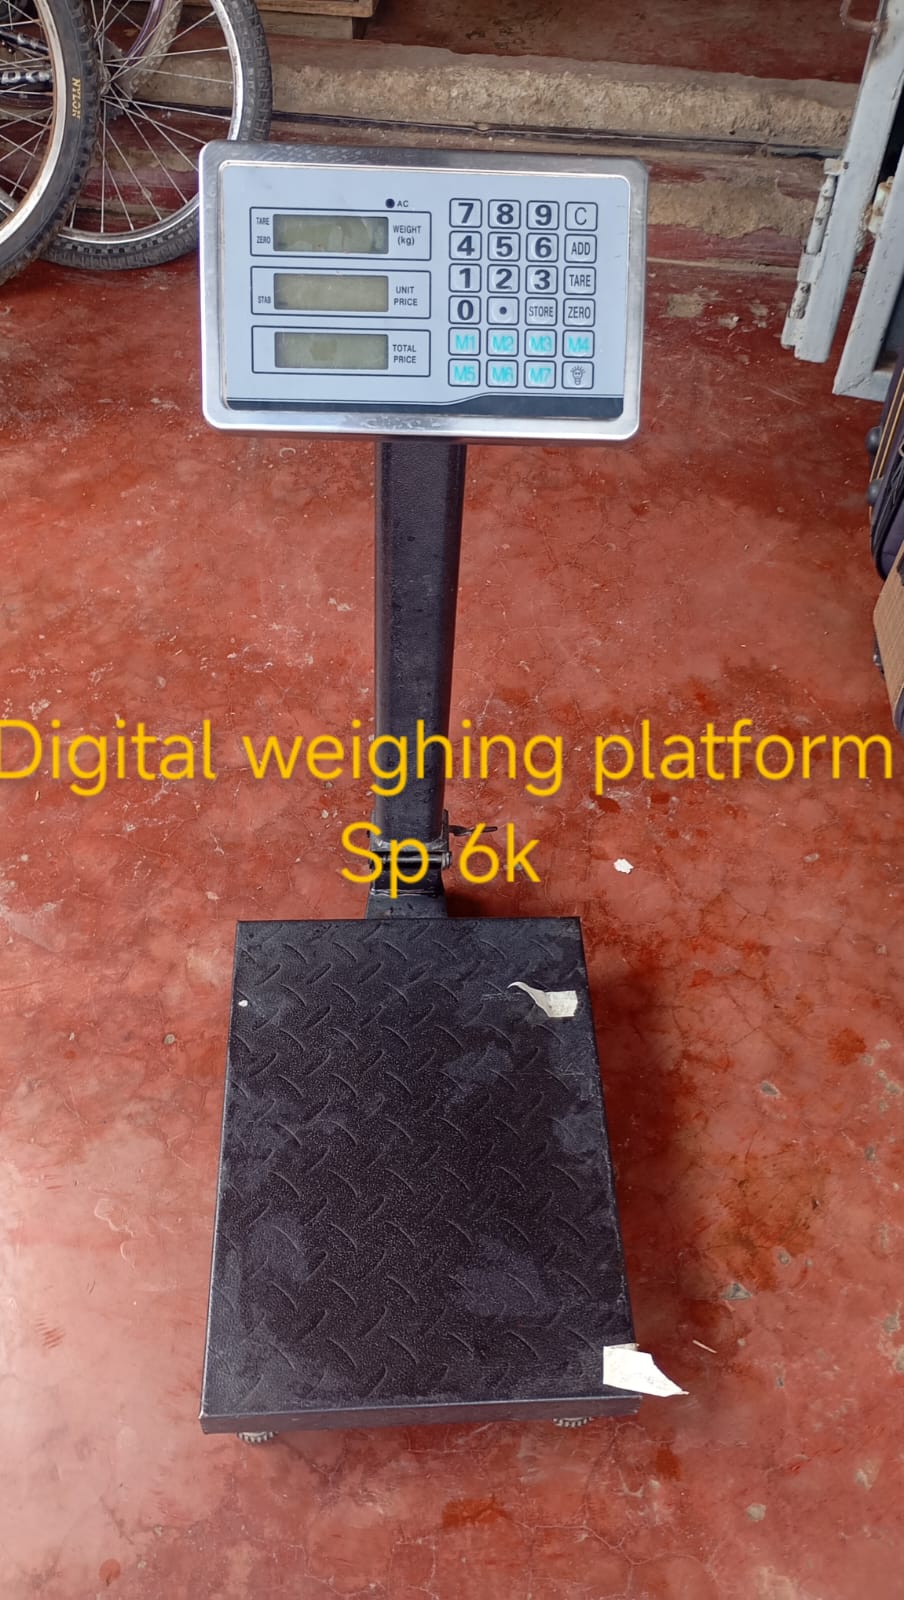 NYLON
AC
TARE
ZERO
WEIGHT
(kg)
7 8 9 C
4 5 6 ADD
STAB
UNIT
PRICE
1 2 3 TARE
0 . STORE ZERO
TOTAL
PRICE
M1 M2 M3 M4
M5 M6 M7
Digital weighing platform
Sp 6k